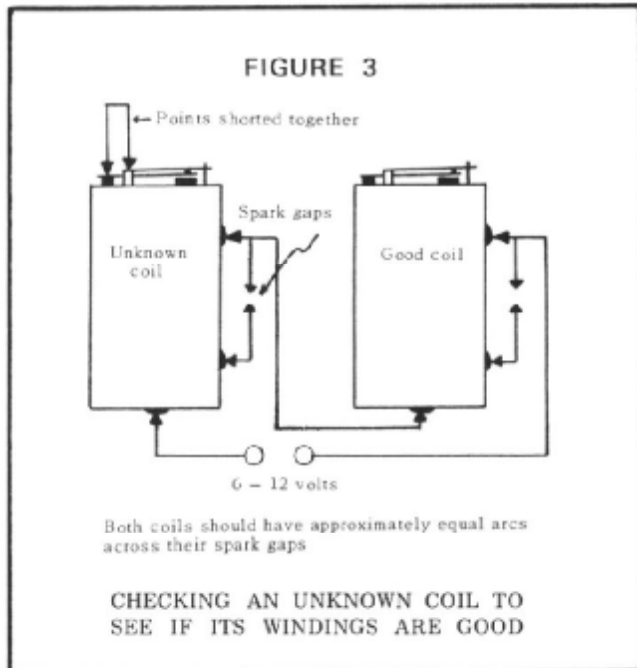 FIGURE 3
Points shorted together
Spark gaps
Unknown
coil
Good coil
6 – 12 volts
Both coils should have approximately equal arcs
across their spark gaps
CHECKING AN UNKNOWN COIL TO
SEE IF ITS WINDINGS ARE GOOD